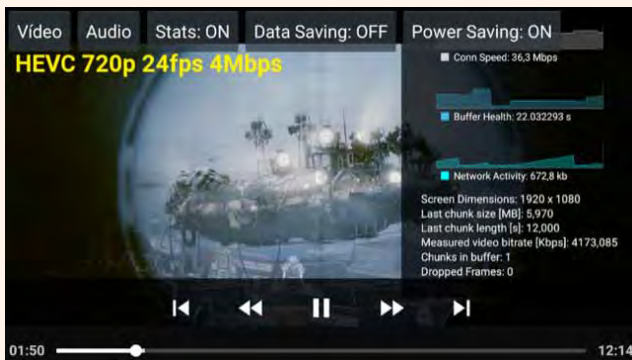 Vídeo Audio Stats: ON Data Saving: OFF Power Saving: ON
HEVC 720p 24fps 4Mbps
Conn Speed: 36,3 Mbps
Buffer Health: 22.032293 s
Network Activity: 672,8 kb
Screen Dimensions: 1920 x 1080
Last chunk size [MB]: 5,970
Last chunk length [s]: 12,000
Measured video bitrate [Kbps]: 4173,085
Chunks in buffer: 1
Dropped Frames: 0
01:50 12:14